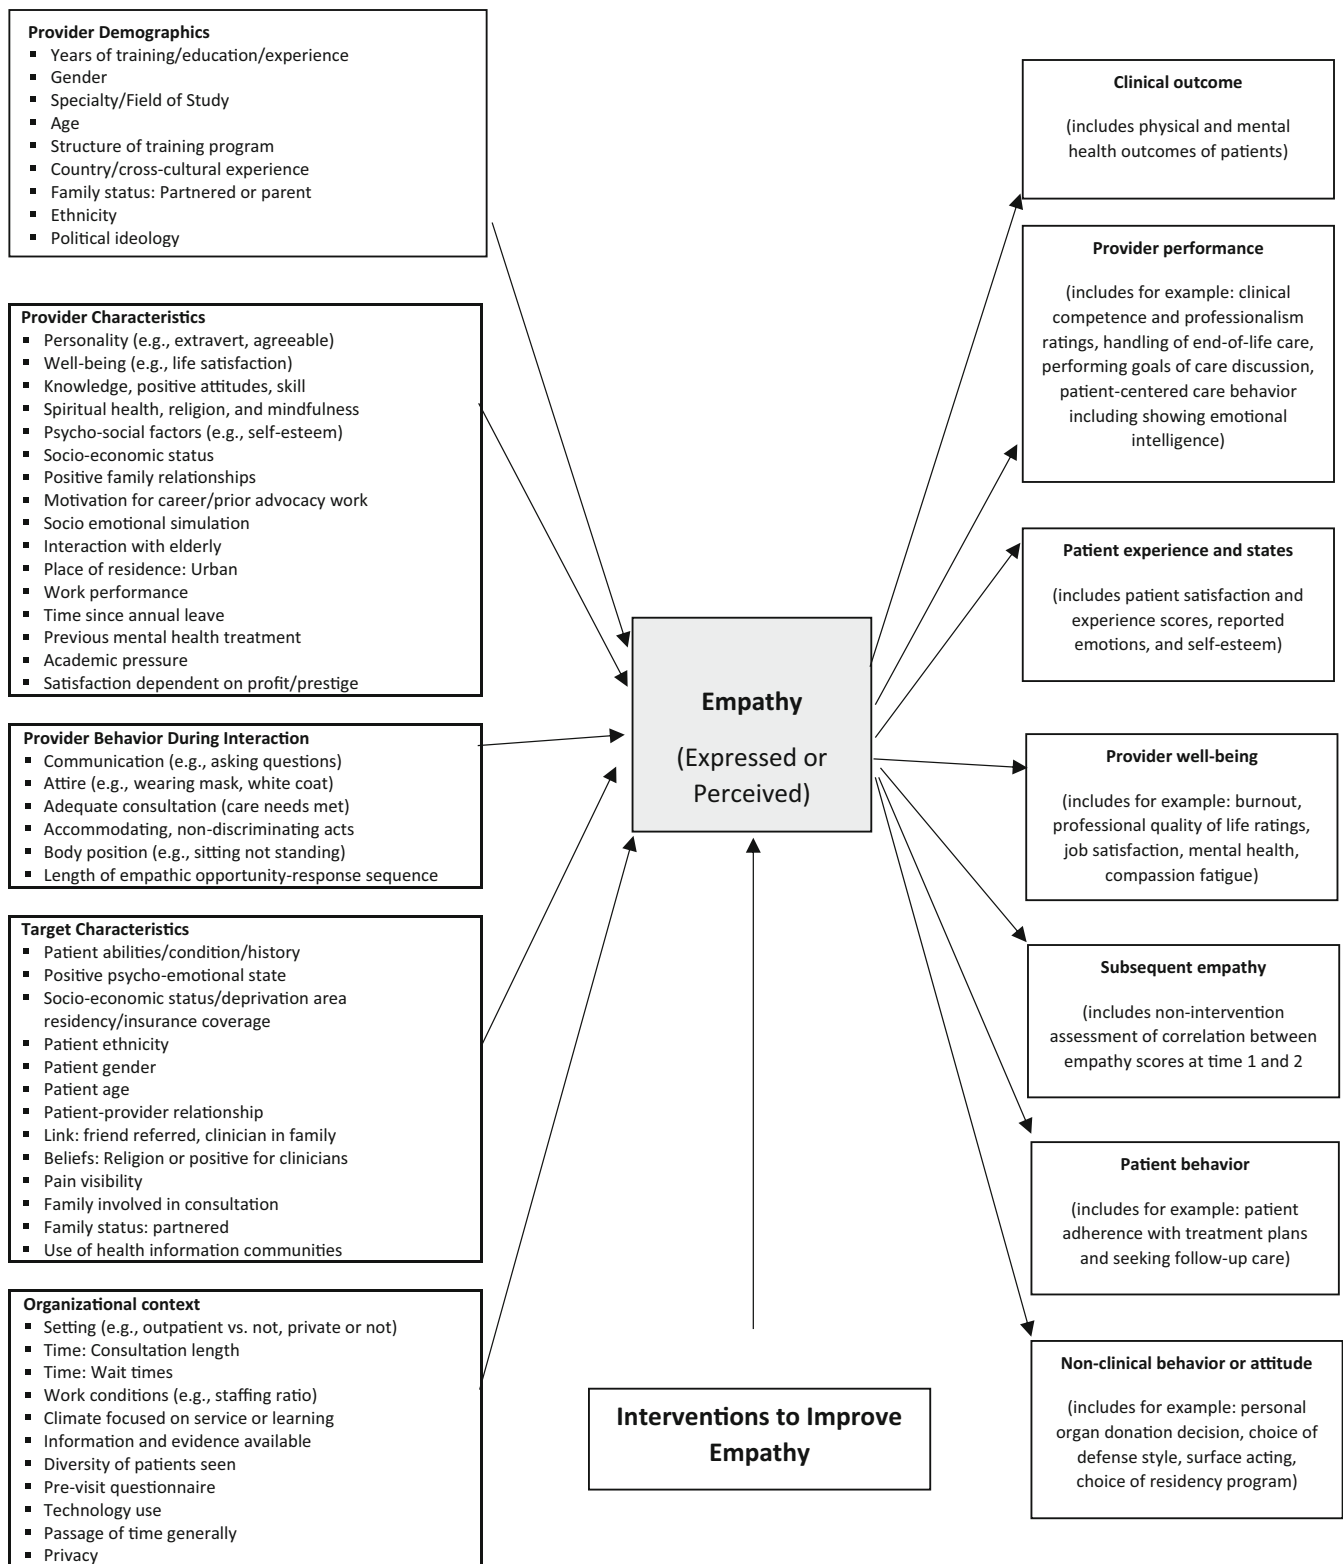 Provider Demographics
▪ Years of training/education/experience
▪ Gender
▪ Specialty/Field of Study
▪ Age
▪ Structure of training program
▪ Country/cross-cultural experience
▪ Family status: Partnered or parent
▪ Ethnicity
▪ Political ideology
Provider Characteristics
▪ Personality (e.g., extravert, agreeable)
▪ Well-being (e.g., life satisfaction)
▪ Knowledge, positive attitudes, skill
▪ Spiritual health, religion, and mindfulness
▪ Psycho-social factors (e.g., self-esteem)
▪ Socio-economic status
▪ Positive family relationships
▪ Motivation for career/prior advocacy work
▪ Socio emotional simulation
▪ Interaction with elderly
▪ Place of residence: Urban
▪ Work performance
▪ Time since annual leave
▪ Previous mental health treatment
▪ Academic pressure
▪ Satisfaction dependent on profit/prestige
Provider Behavior During Interaction
▪ Communication (e.g., asking questions)
▪ Attire (e.g., wearing mask, white coat)
▪ Adequate consultation (care needs met)
▪ Accommodating, non-discriminating acts
▪ Body position (e.g., sitting not standing)
▪ Length of empathic opportunity-response sequence
Target Characteristics
▪ Patient abilities/condition/history
▪ Positive psycho-emotional state
▪ Socio-economic status/deprivation area
residency/insurance coverage
▪ Patient ethnicity
▪ Patient gender
▪ Patient age
▪ Patient-provider relationship
▪ Link: friend referred, clinician in family
▪ Beliefs: Religion or positive for clinicians
▪ Pain visibility
▪ Family involved in consultation
▪ Family status: partnered
▪ Use of health information communities
Organizational context
▪ Setting (e.g., outpatient vs. not, private or not)
▪ Time: Consultation length
▪ Time: Wait times
▪ Work conditions (e.g., staffing ratio)
▪ Climate focused on service or learning
▪ Information and evidence available
▪ Diversity of patients seen
▪ Pre-visit questionnaire
▪ Technology use
▪ Passage of time generally
▪ Privacy
Empathy
(Expressed or
Perceived)
Interventions to Improve
Empathy
Clinical outcome
(includes physical and mental
health outcomes of patients)
Provider performance
(includes for example: clinical
competence and professionalism
ratings, handling of end-of-life care,
performing goals of care discussion,
patient-centered care behavior
including showing emotional
intelligence)
Patient experience and states
(includes patient satisfaction and
experience scores, reported
emotions, and self-esteem)
Provider well-being
(includes for example: burnout,
professional quality of life ratings,
job satisfaction, mental health,
compassion fatigue)
Subsequent empathy
(includes non-intervention
assessment of correlation between
empathy scores at time 1 and 2
Patient behavior
(includes for example: patient
adherence with treatment plans
and seeking follow-up care)
Non-clinical behavior or attitude
(includes for example: personal
organ donation decision, choice of
defense style, surface acting,
choice of residency program)